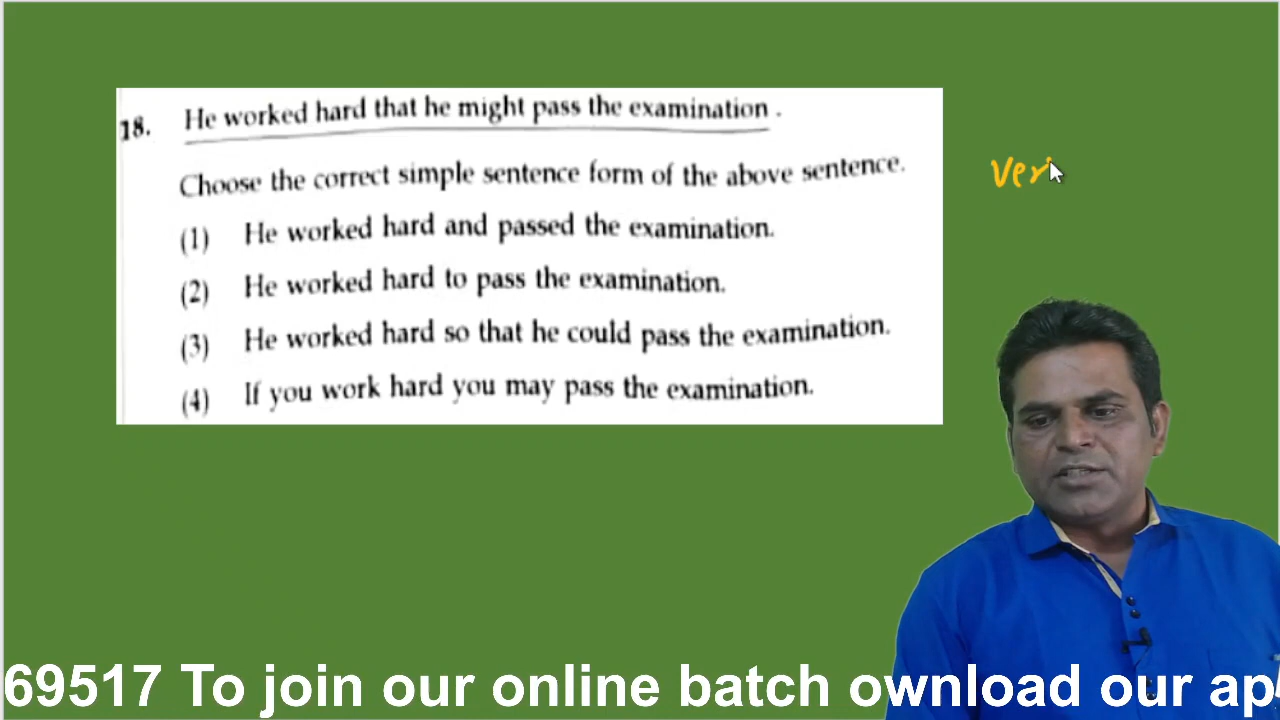 18. He worked hard that he might pass the examination .
Choose the correct simple sentence form of the above sentence.
(1) He worked hard and passed the examination.
(2) He worked hard to pass the examination.
(3) He worked hard so that he could pass the examination.
(4) If you work hard you may pass the examination.
Ver
69517 To join our online batch ownload our ap